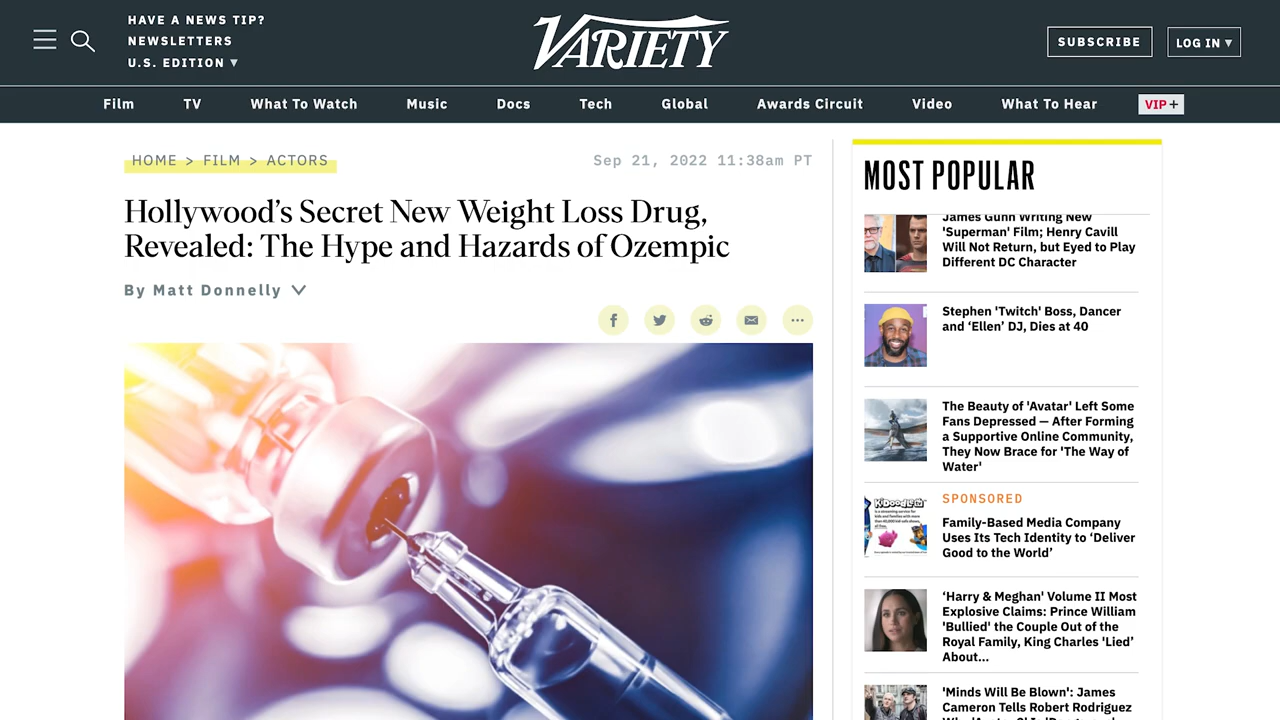 HAVE A NEWS TIP?
NEWSLETTERS
U.S. EDITION ▾
VARIETY
SUBSCRIBE
LOG IN ▾
Film TV What To Watch Music Docs Tech Global Awards Circuit Video What To Hear VIP+
HOME > FILM > ACTORS
Sep 21, 2022 11:38am PT
Hollywood's Secret New Weight Loss Drug,
Revealed: The Hype and Hazards of Ozempic
By Matt Donnelly
MOST POPULAR
James Gunn Writing New
'Superman' Film; Henry Cavill
Will Not Return, but Eyed to Play
Different DC Character
Stephen 'Twitch' Boss, Dancer
and ‘Ellen’ DJ, Dies at 40
The Beauty of 'Avatar' Left Some
Fans Depressed — After Forming
a Supportive Online Community,
They Now Brace for 'The Way of
Water'
SPONSORED
Family-Based Media Company
Uses Its Tech Identity to ‘Deliver
Good to the World’
‘Harry & Meghan’ Volume II Most
Explosive Claims: Prince William
'Bullied' the Couple Out of the
Royal Family, King Charles 'Lied’
About...
'Minds Will Be Blown': James
Cameron Tells Robert Rodriguez